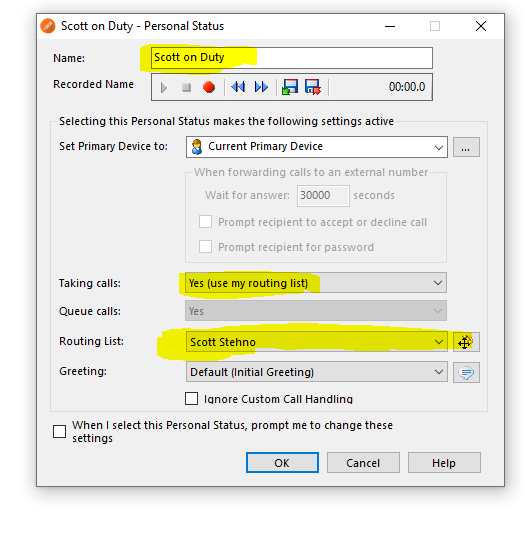 Scott on Duty - Personal Status
Name:
Scott on Duty
Recorded Name
00:00.0
Selecting this Personal Status makes the following settings active
Set Primary Device to:
Current Primary Device
...
When forwarding calls to an external number
Wait for answer:
30000
seconds
Prompt recipient to accept or decline call
Prompt recipient for password
Taking calls:
Yes (use my routing list)
Queue calls:
Yes
Routing List:
Scott Stehno
Greeting:
Default (Initial Greeting)
Ignore Custom Call Handling
When I select this Personal Status, prompt me to change these
settings
OK
Cancel
Help